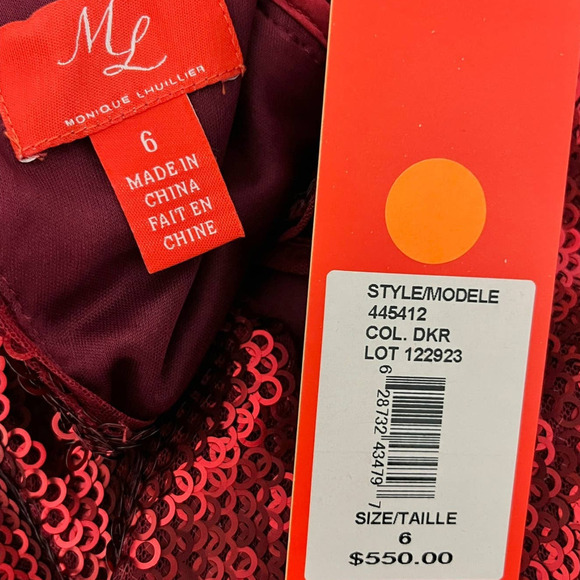 ML
MONIQUE LHUILLIER
6
MADE IN
CHINA
FAIT EN
CHINE
STYLE/MODELE
445412
COL. DKR
LOT 122923
6 28732 43479 7
SIZE/TAILLE
6
$550.00